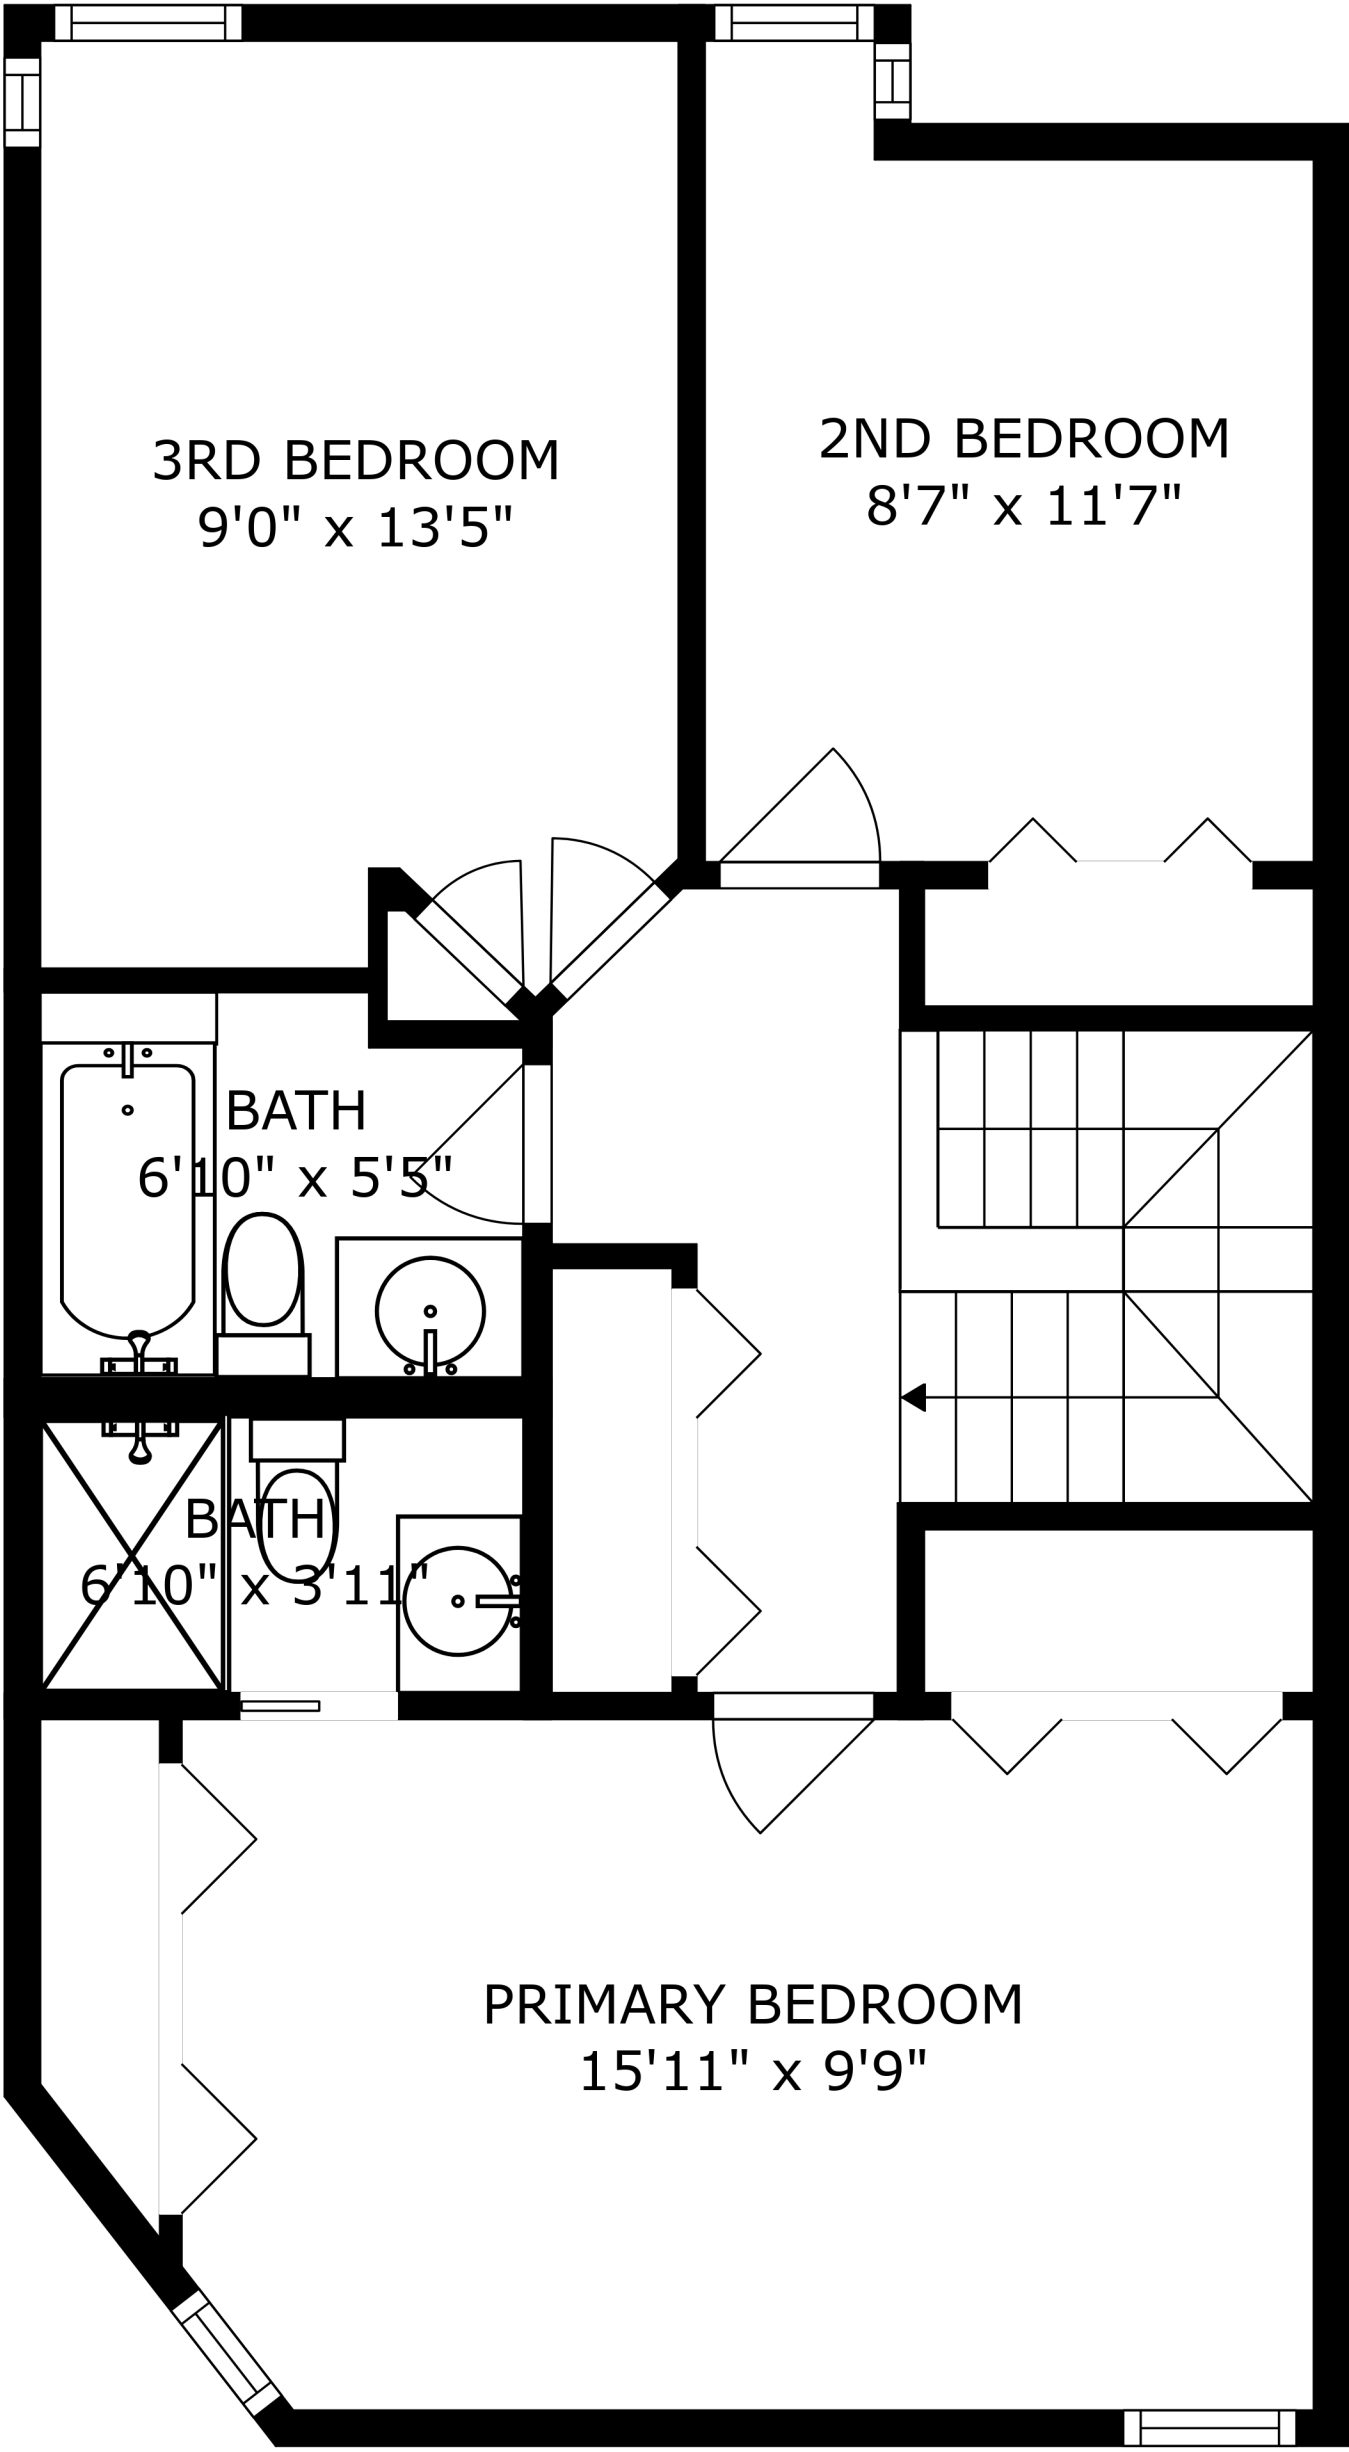 3RD BEDROOM
9'0" x 13'5"
2ND BEDROOM
8'7" x 11'7"
BATH
6'10" x 5'5"
BATH
6'10" x 3'11"
PRIMARY BEDROOM
15'11" x 9'9"